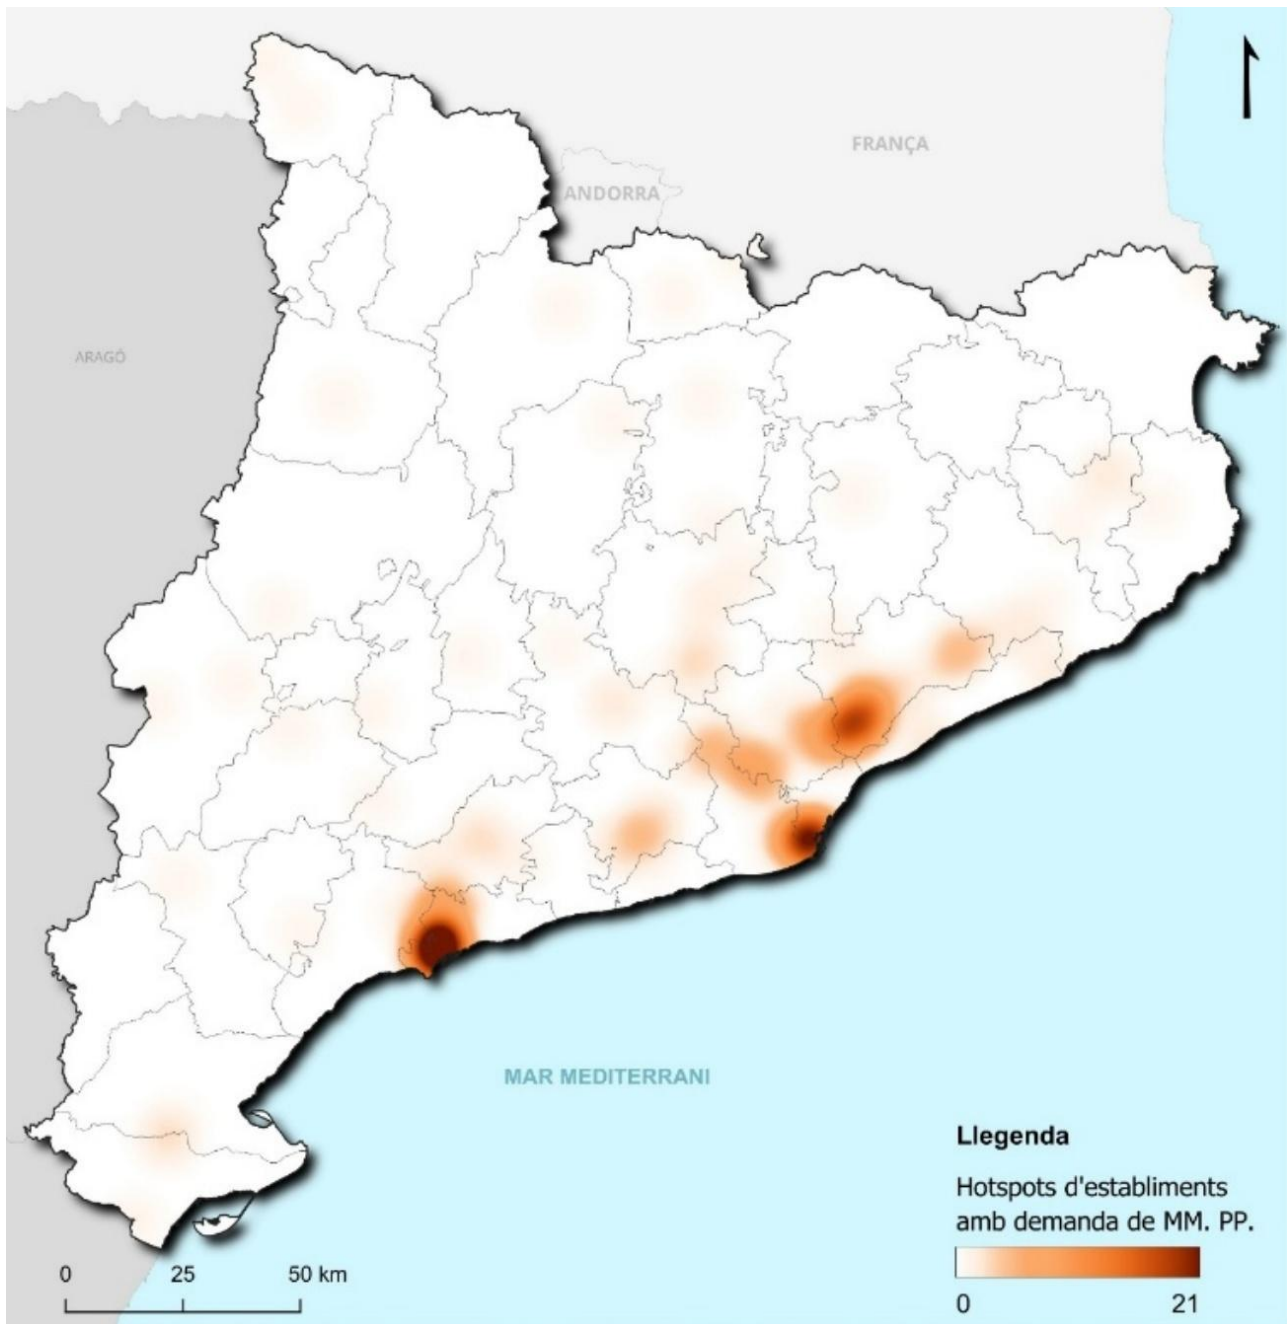 FRANÇA
ANDORRA
ARAGÓ
MAR MEDITERRANI
Llegenda
Hotspots d'establiments
amb demanda de MM. PP.
0 21
0 25 50 km